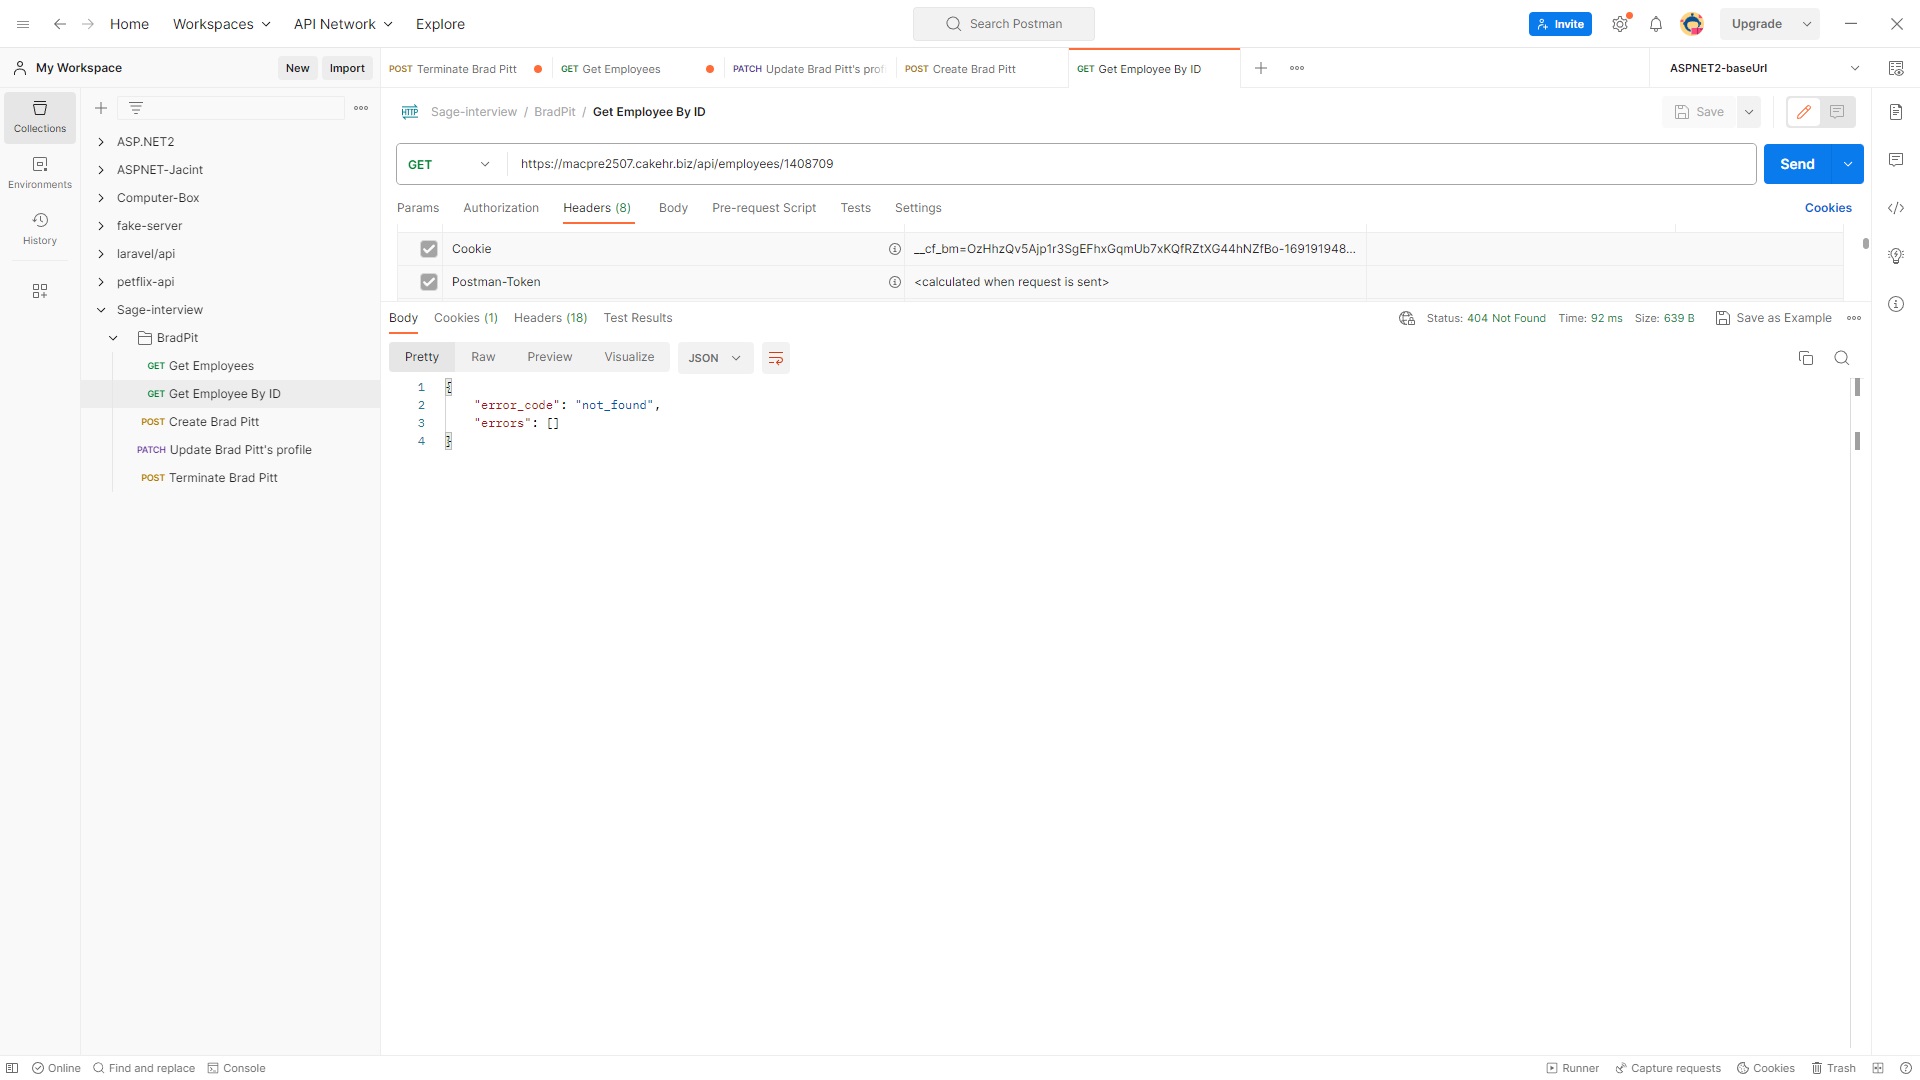 Home
Workspaces
API Network
Explore
Search Postman
Invite
Upgrade
My Workspace
New
Import
POST Terminate Brad Pitt
GET Get Employees
PATCH Update Brad Pitt's prof
POST Create Brad Pitt
GET Get Employee By ID
ASPNET2-baseUrl
Collections
Environments
History
ASP.NET2
ASPNET-Jacint
Computer-Box
fake-server
laravel/api
petflix-api
Sage-interview
BradPit
GET Get Employees
GET Get Employee By ID
POST Create Brad Pitt
PATCH Update Brad Pitt's profile
POST Terminate Brad Pitt
HTTP Sage-interview / BradPit / Get Employee By ID
Save
GET https://macpre2507.cakehr.biz/api/employees/1408709
Send
Params Authorization Headers (8) Body Pre-request Script Tests Settings
Cookies
Cookie __cf_bm=OzHhzQv5Ajp1r3SgEFhxGqmUb7xKQfRZtXG44hNZfBo-169191948...
Postman-Token <calculated when request is sent>
Body Cookies (1) Headers (18) Test Results
Status: 404 Not Found Time: 92 ms Size: 639 B Save as Example
Pretty Raw Preview Visualize JSON
1 {
2 "error_code": "not_found",
3 "errors": []
4 }
Online
Find and replace
Console
Runner
Capture requests
Cookies
Trash